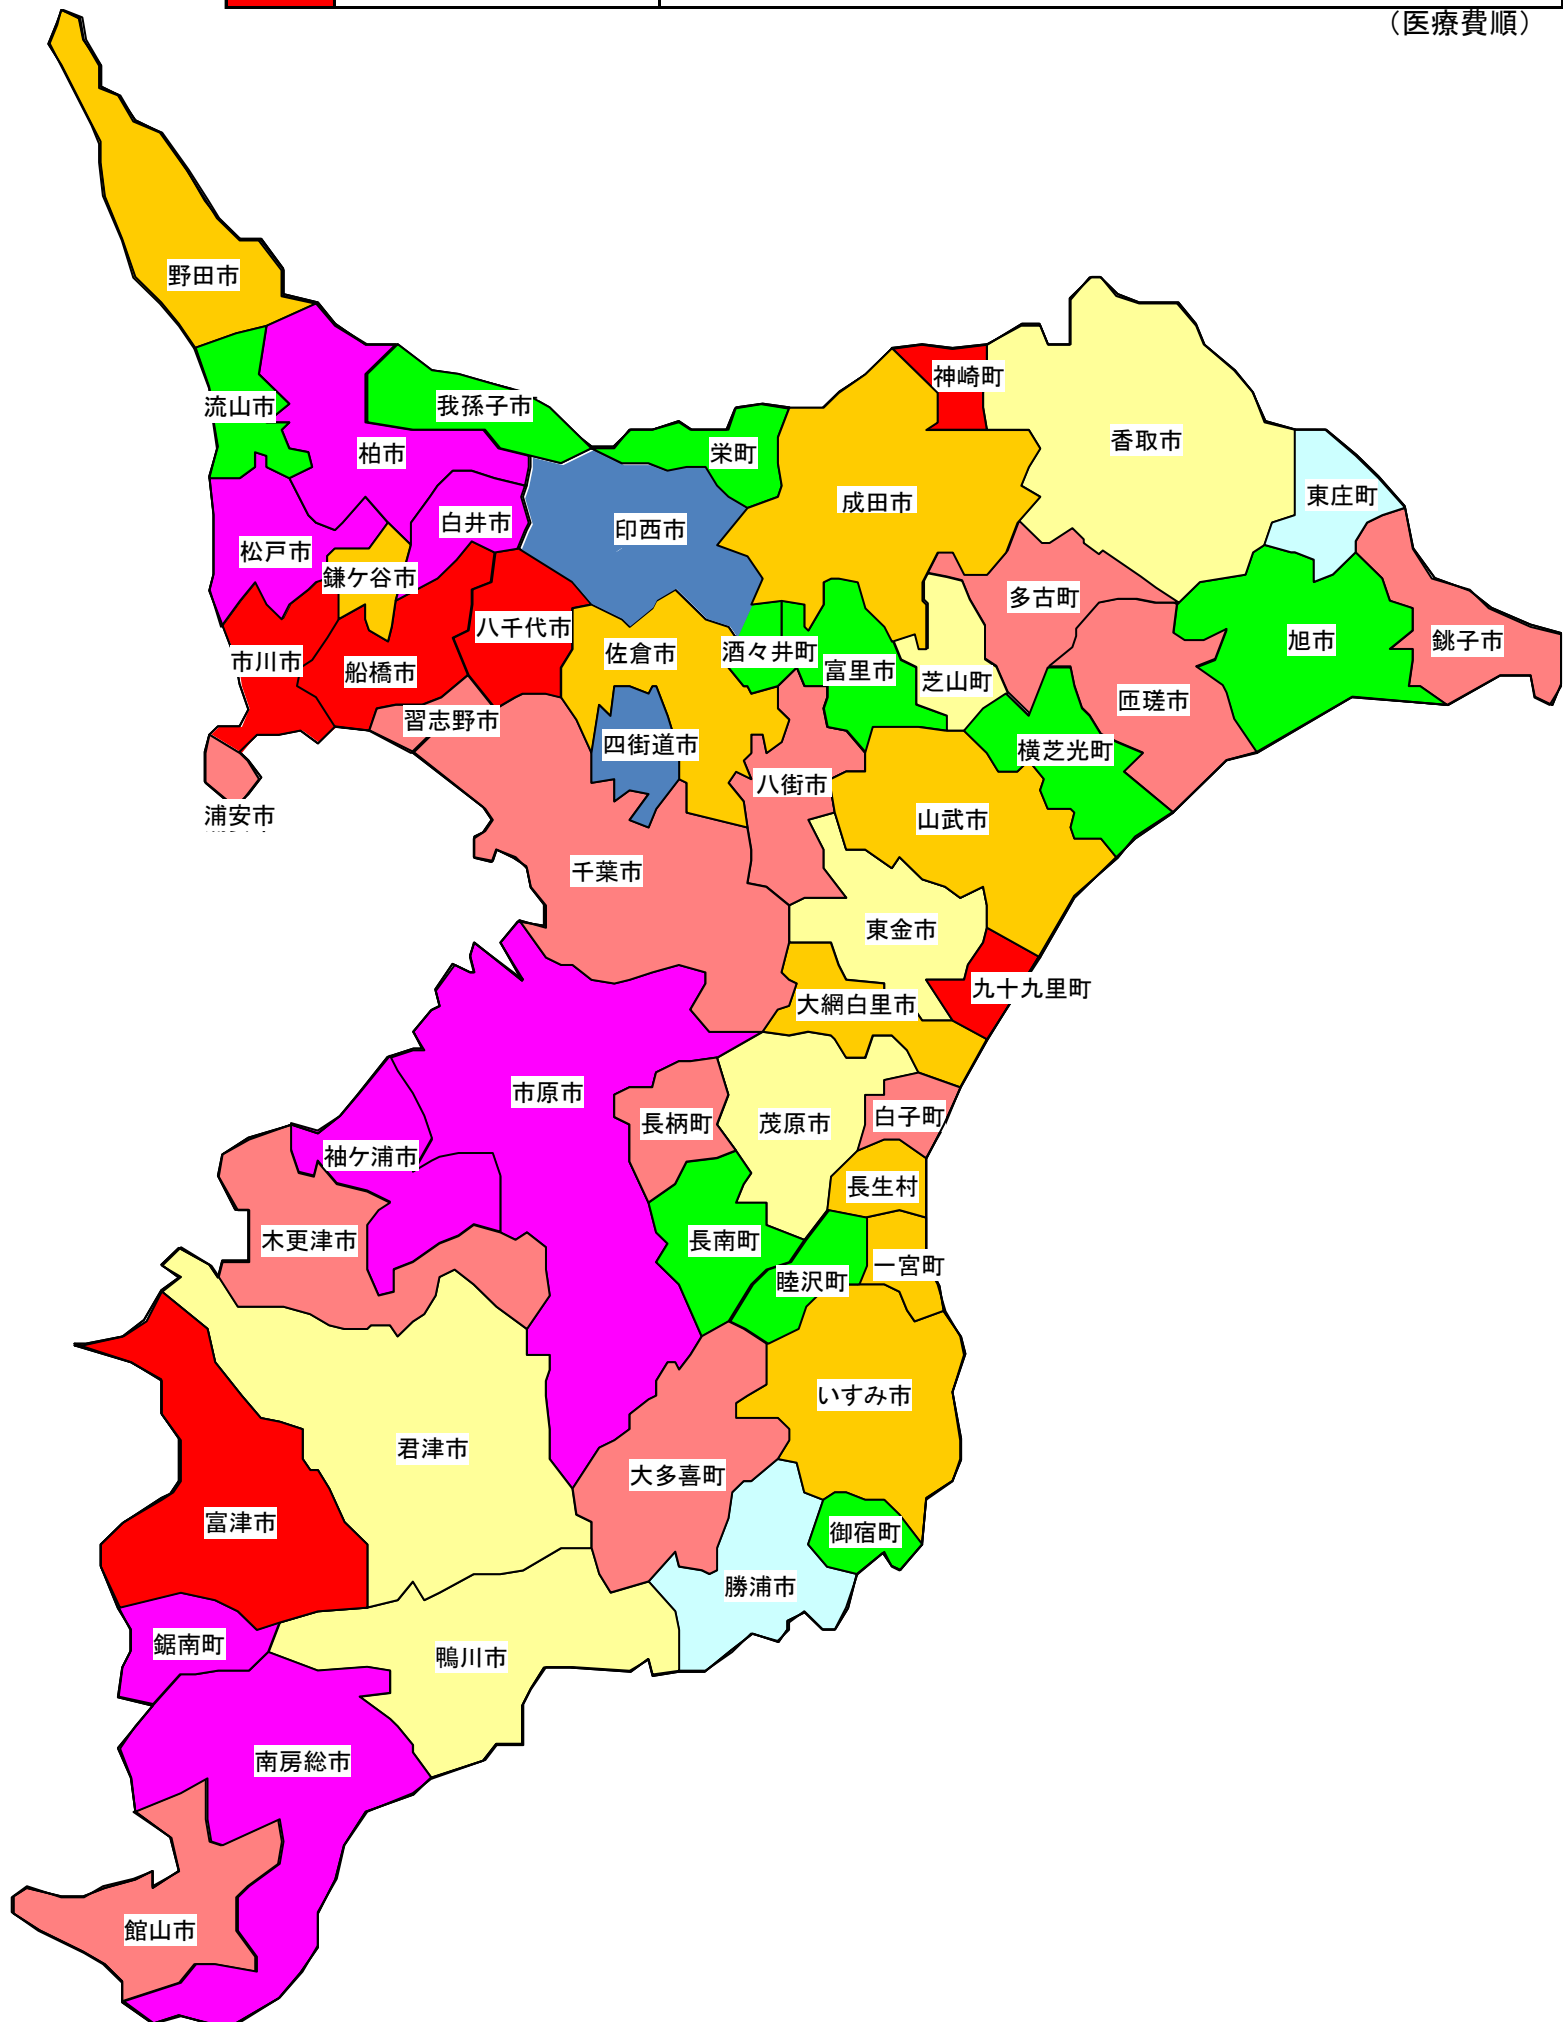 （医療費順）
野田市
神崎町
流山市
我孫子市
香取市
柏市
栄町
東庄町
成田市
白井市
印西市
松戸市
鎌ケ谷市
多古町
八千代市
旭市
銚子市
市川市
船橋市
佐倉市
酒々井町
富里市
芝山町
匝瑳市
習志野市
四街道市
横芝光町
八街市
浦安市
山武市
千葉市
東金市
九十九里町
大網白里市
市原市
長柄町
茂原市
白子町
袖ケ浦市
長生村
木更津市
長南町
一宮町
睦沢町
いすみ市
君津市
大多喜町
富津市
御宿町
勝浦市
鋸南町
鴨川市
南房総市
館山市